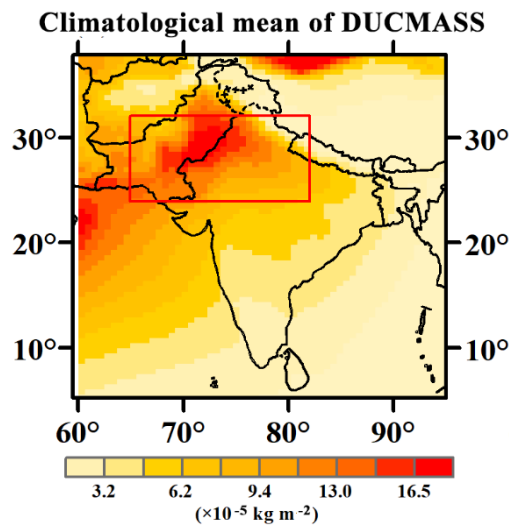 Climatological mean of DUCMASS
30° 30°
20° 20°
10° 10°
60° 70° 80° 90°
3.2 6.2 9.4 13.0 16.5
(×10⁻⁵ kg m⁻²)